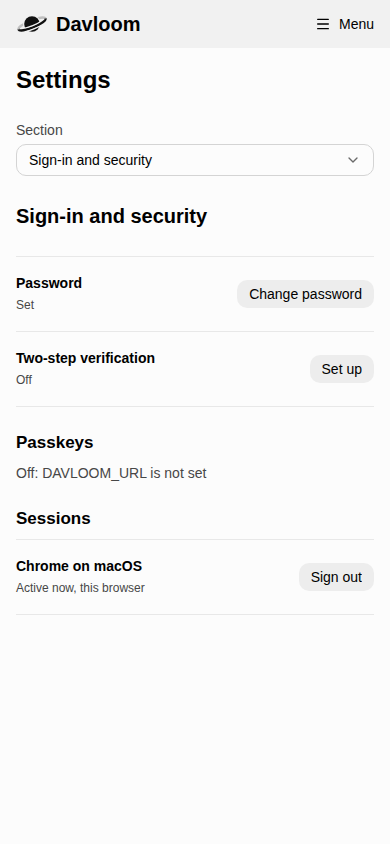 Davloom
Menu
Settings
Section
Sign-in and security
Sign-in and security
Password
Set
Change password
Two-step verification
Off
Set up
Passkeys
Off: DAVLOOM_URL is not set
Sessions
Chrome on macOS
Active now, this browser
Sign out